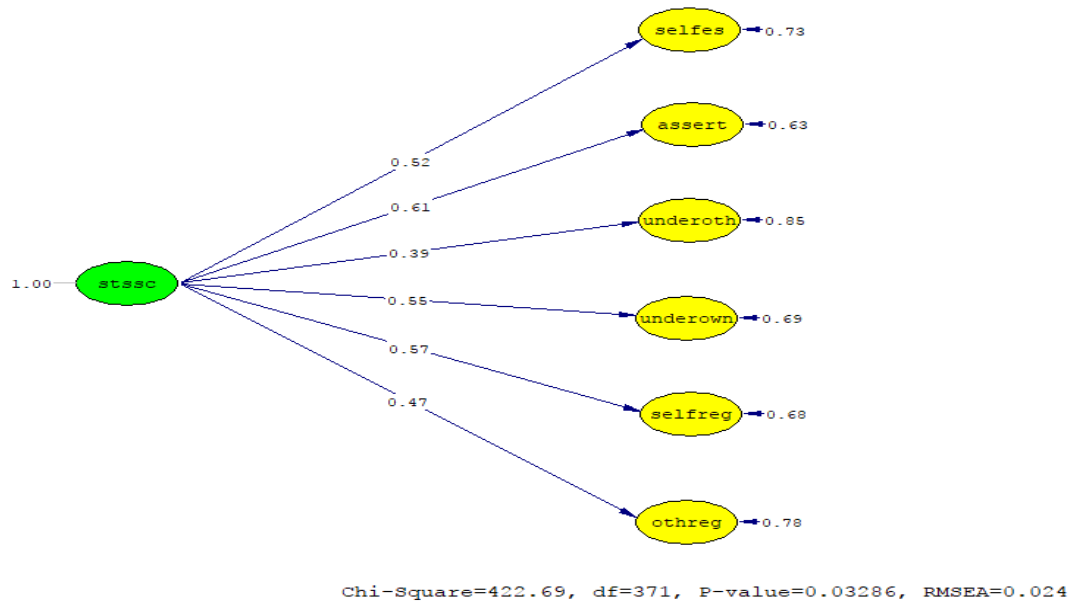 selfes
0.73
assert
0.63
0.52
0.61
underoth
0.85
0.39
1.00
stssc
0.55
underown
0.69
0.57
0.47
selfreg
0.68
othreg
0.78
Chi-Square=422.69, df=371, P-value=0.03286, RMSEA=0.024